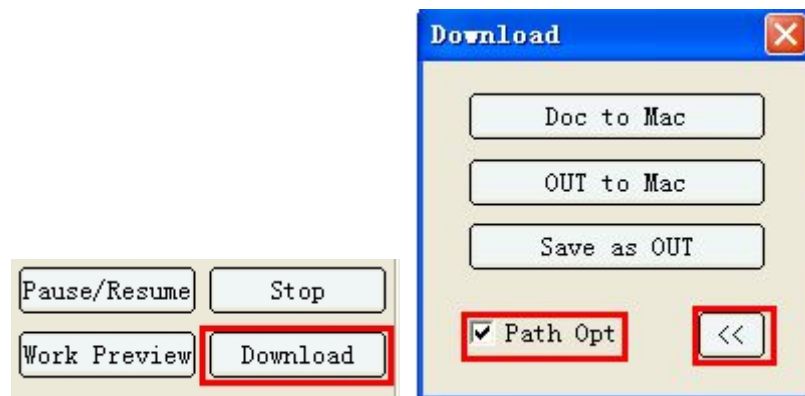 Pause/Resume
Stop
Work Preview
Download
Download
Doc to Mac
OUT to Mac
Save as OUT
Path Opt
<<